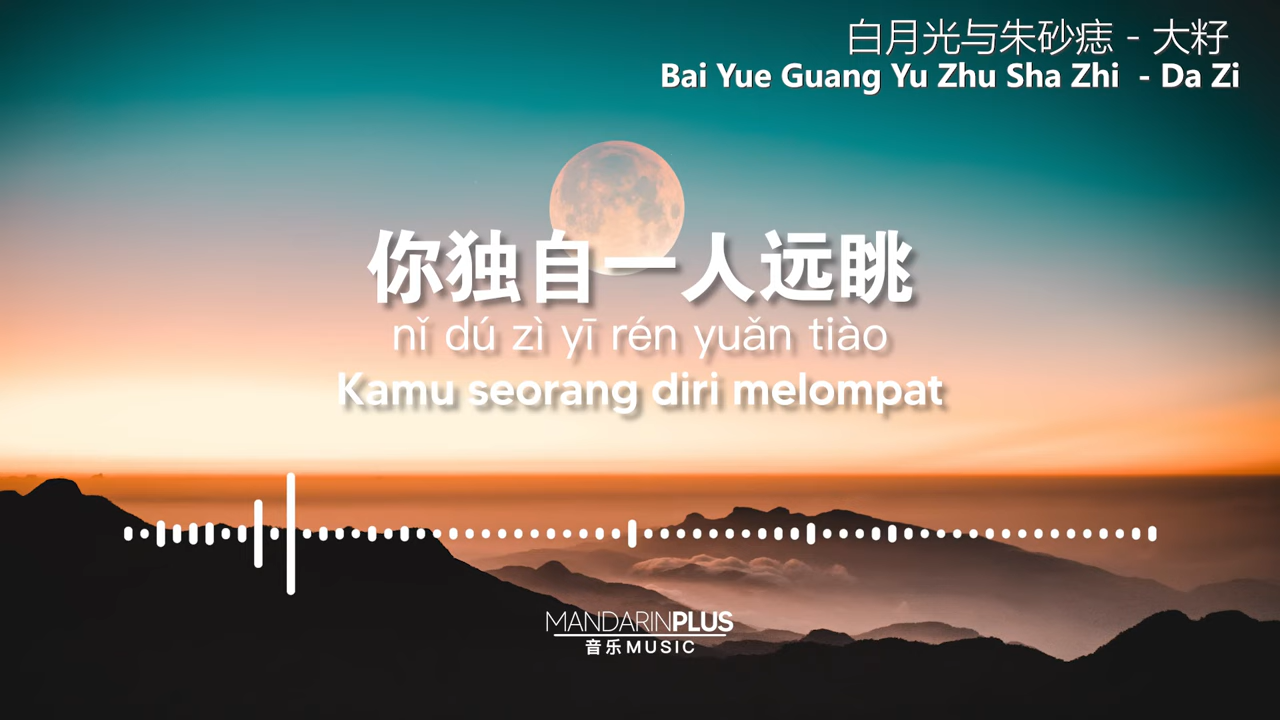 白月光与朱砂痣 - 大籽
Bai Yue Guang Yu Zhu Sha Zhi - Da Zi
你独自一人远眺
nǐ dú zì yī rén yuǎn tiào
Kamu seorang diri melompat
MANDARINPLUS
音乐MUSIC